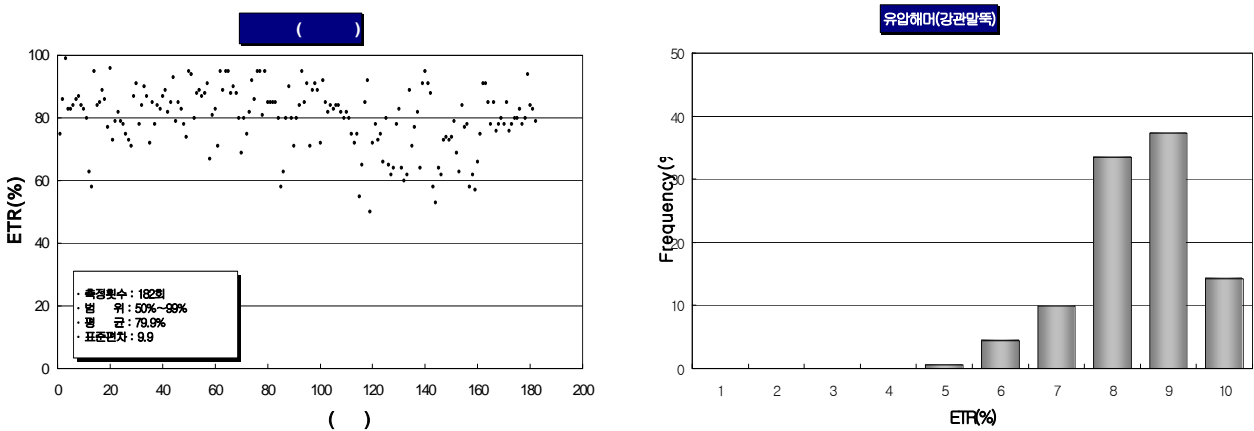 (          )
100
80
60
40
20
0
ETR(%)
· 측정횟수 : 182회
· 범    위 : 50%~99%
· 평    균 : 79.9%
· 표준편차 : 9.9
0 20 40 60 80 100 120 140 160 180 200
(     )
유압해머(강관말뚝)
50
40
30
20
10
0
Frequency(%
1 2 3 4 5 6 7 8 9 10
ETR(%)